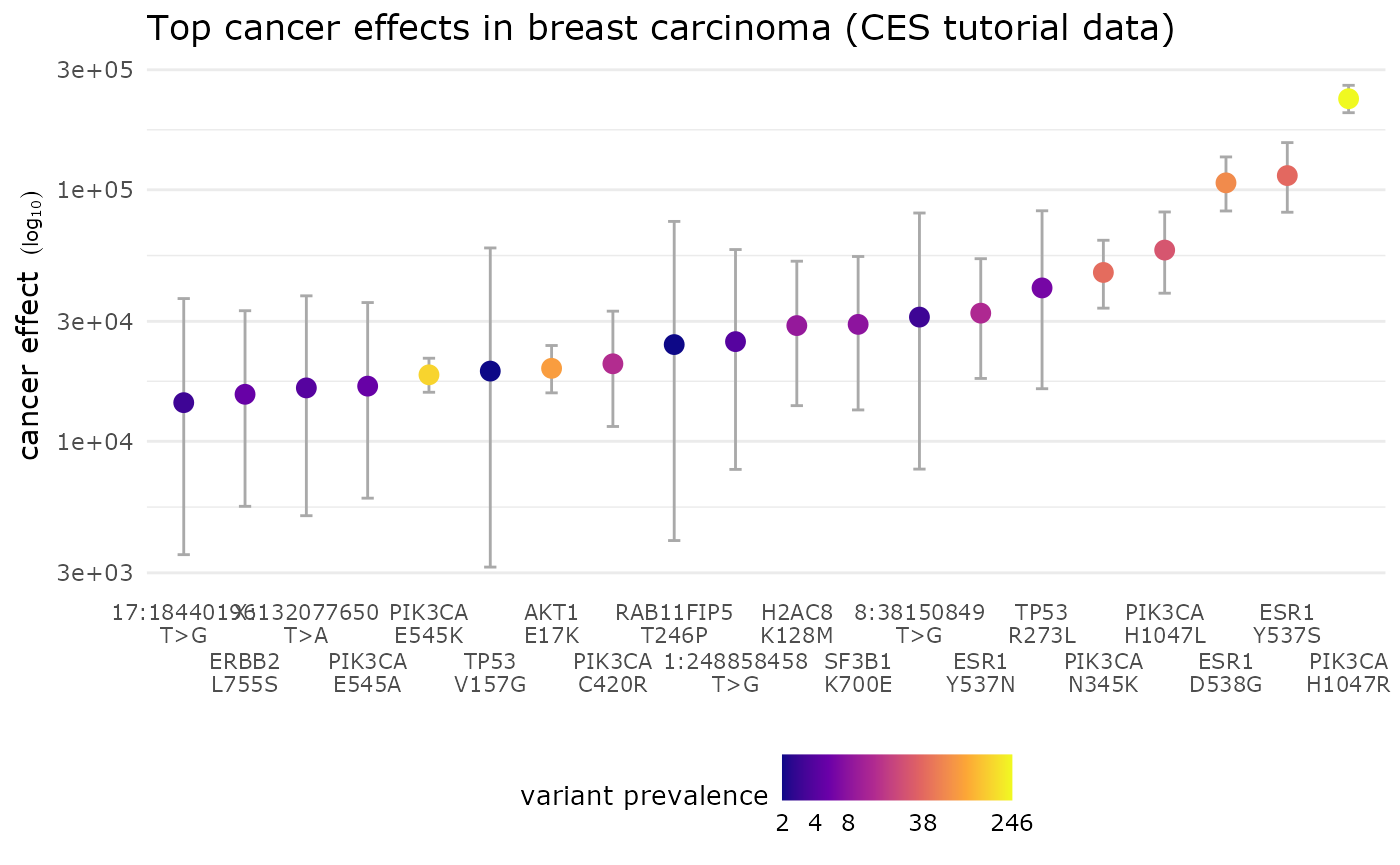 Top cancer effects in breast carcinoma (CES tutorial data)
cancer effect (log10)
3e+05
1e+05
3e+04
1e+04
3e+03
17:18440196 X:132077650 PIK3CA AKT1 RAB11FIP5 H2AC8 8:38150849 TP53 PIK3CA ESR1
T>G T>A E545K E17K T246P K128M T>G R273L H1047L Y537S
ERBB2 PIK3CA TP53 PIK3CA 1:248858458 SF3B1 ESR1 PIK3CA ESR1 PIK3CA
L755S E545A V157G C420R T>G K700E Y537N N345K D538G H1047R
variant prevalence
2 4 8 38 246